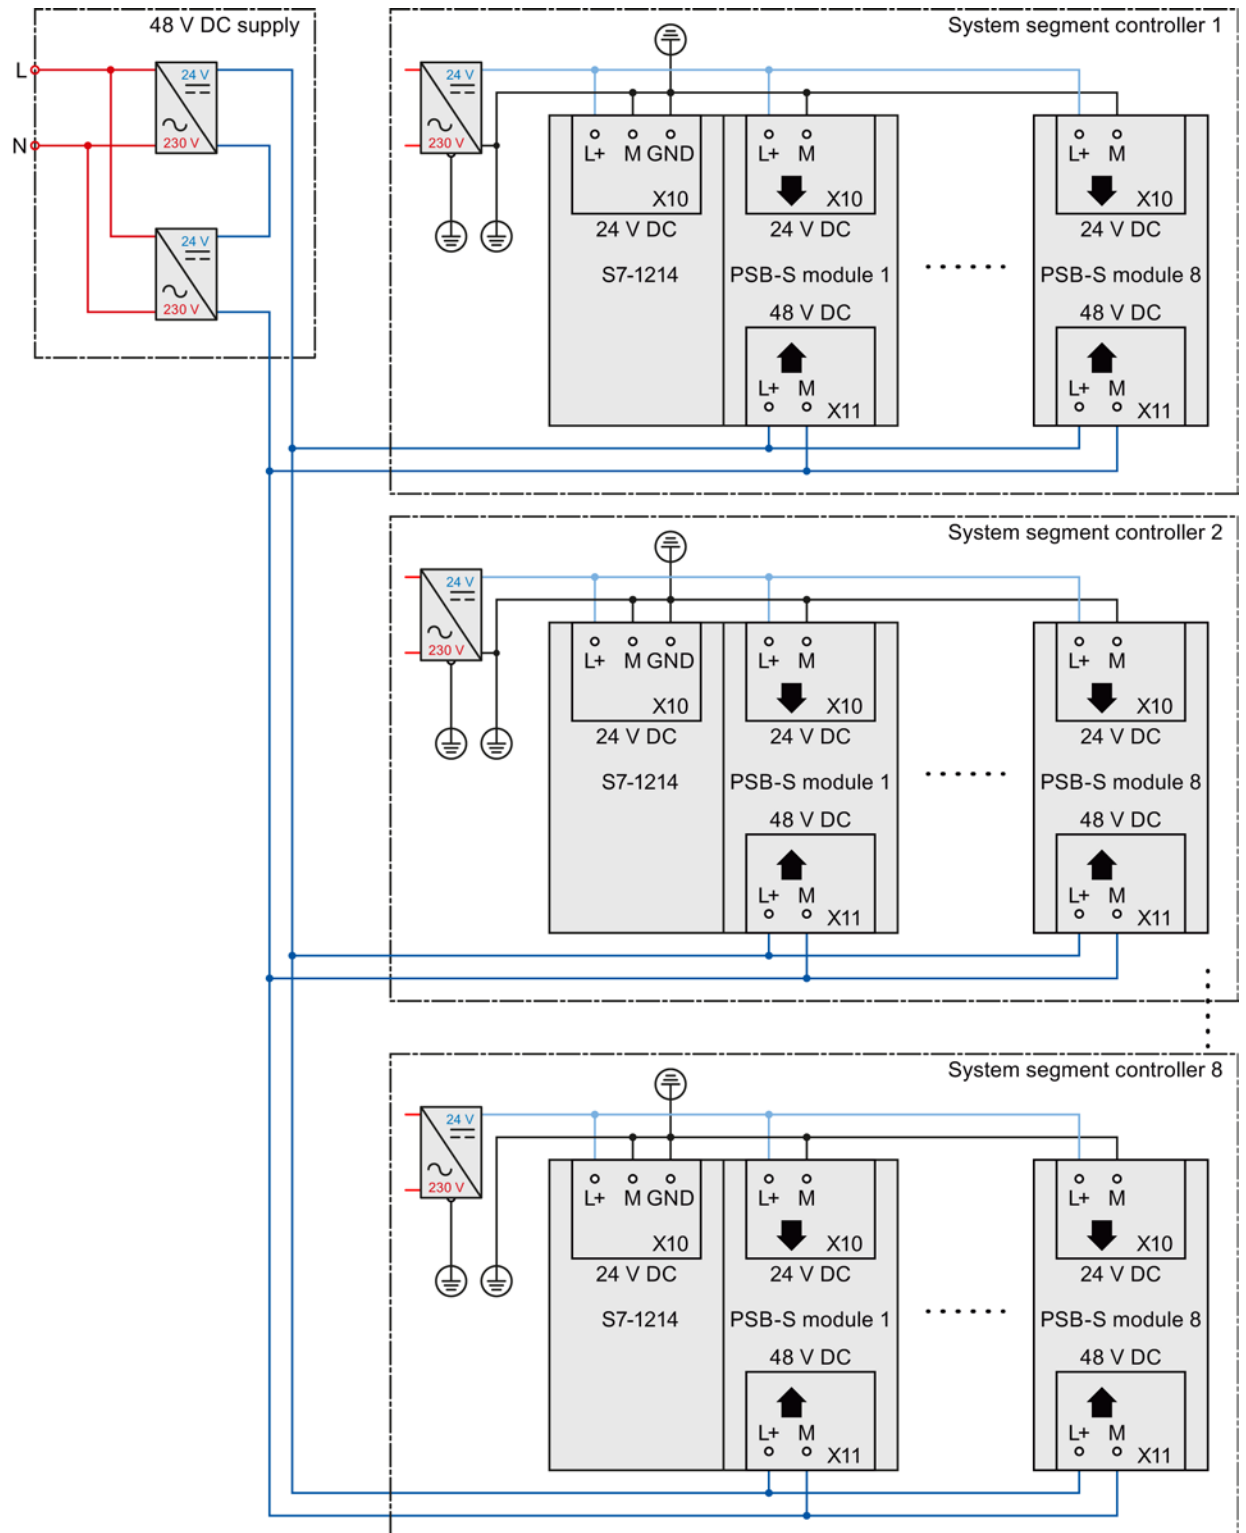 48 V DC supply
L
N
24 V
230 V
24 V
230 V
System segment controller 1
24 V
230 V
L+ M GND
X10
24 V DC
S7-1214
L+ M
X10
24 V DC
PSB-S module 1
48 V DC
L+ M
X11
......
L+ M
X10
24 V DC
PSB-S module 8
48 V DC
L+ M
X11
System segment controller 2
24 V
230 V
L+ M GND
X10
24 V DC
S7-1214
L+ M
X10
24 V DC
PSB-S module 1
48 V DC
L+ M
X11
......
L+ M
X10
24 V DC
PSB-S module 8
48 V DC
L+ M
X11
System segment controller 8
24 V
230 V
L+ M GND
X10
24 V DC
S7-1214
L+ M
X10
24 V DC
PSB-S module 1
48 V DC
L+ M
X11
......
L+ M
X10
24 V DC
PSB-S module 8
48 V DC
L+ M
X11